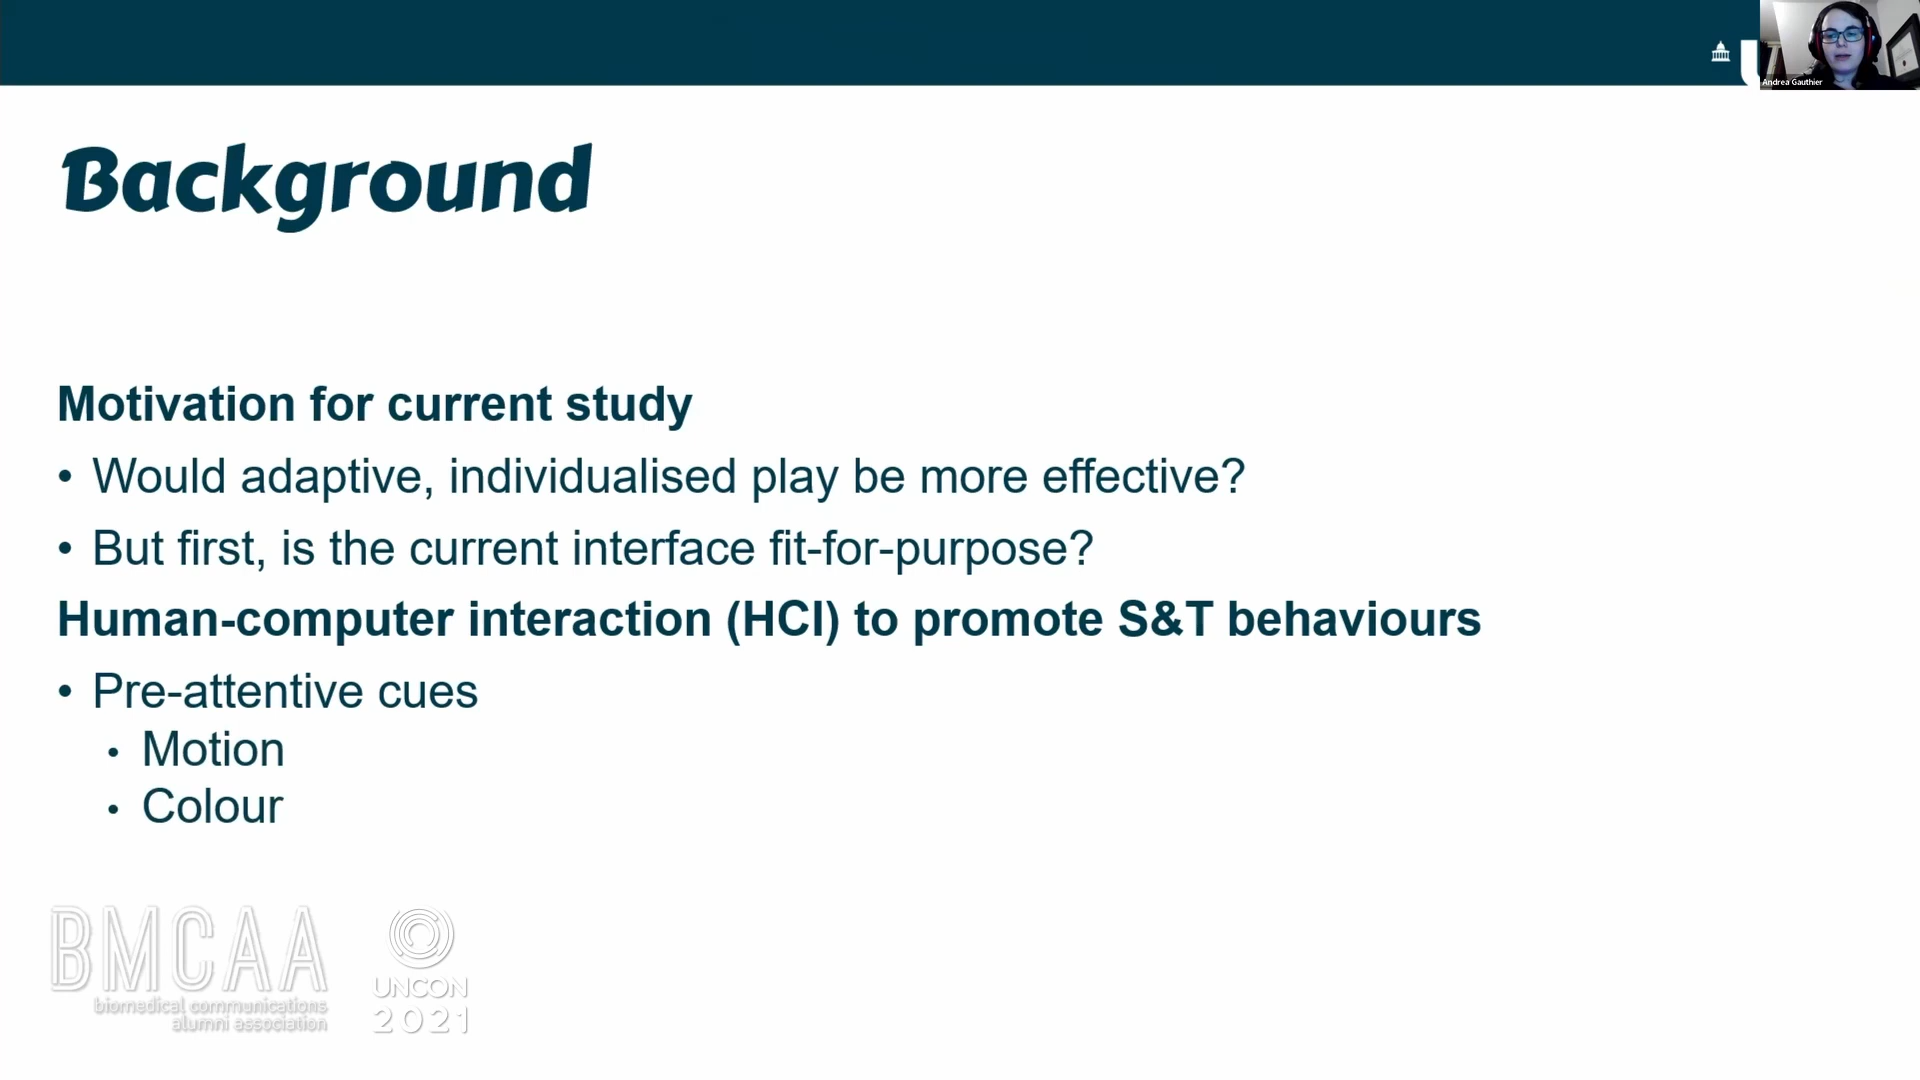 Andrea Gauthier
Background
Motivation for current study
• Would adaptive, individualised play be more effective?
• But first, is the current interface fit-for-purpose?
Human-computer interaction (HCI) to promote S&T behaviours
• Pre-attentive cues
• Motion
• Colour
BMCAA
biomedical communications
alumni association
UNCON
2021